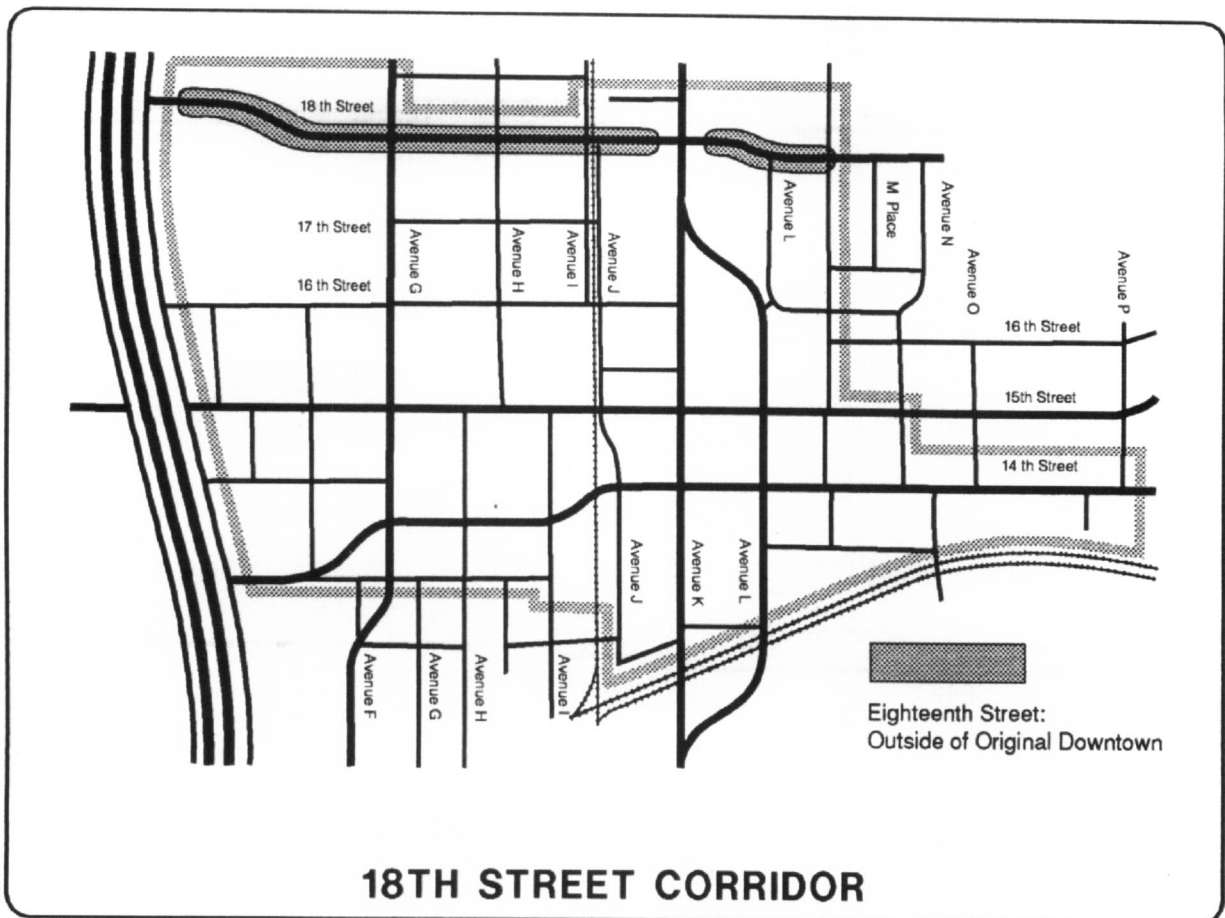 18 th Street
17 th Street
16 th Street
Avenue G
Avenue H
Avenue I
Avenue J
Avenue L
M Place
Avenue N
Avenue O
Avenue P
16 th Street
15th Street
14 th Street
Avenue J
Avenue K
Avenue L
Avenue F
Avenue G
Avenue H
Avenue I
Eighteenth Street:
Outside of Original Downtown
18TH STREET CORRIDOR